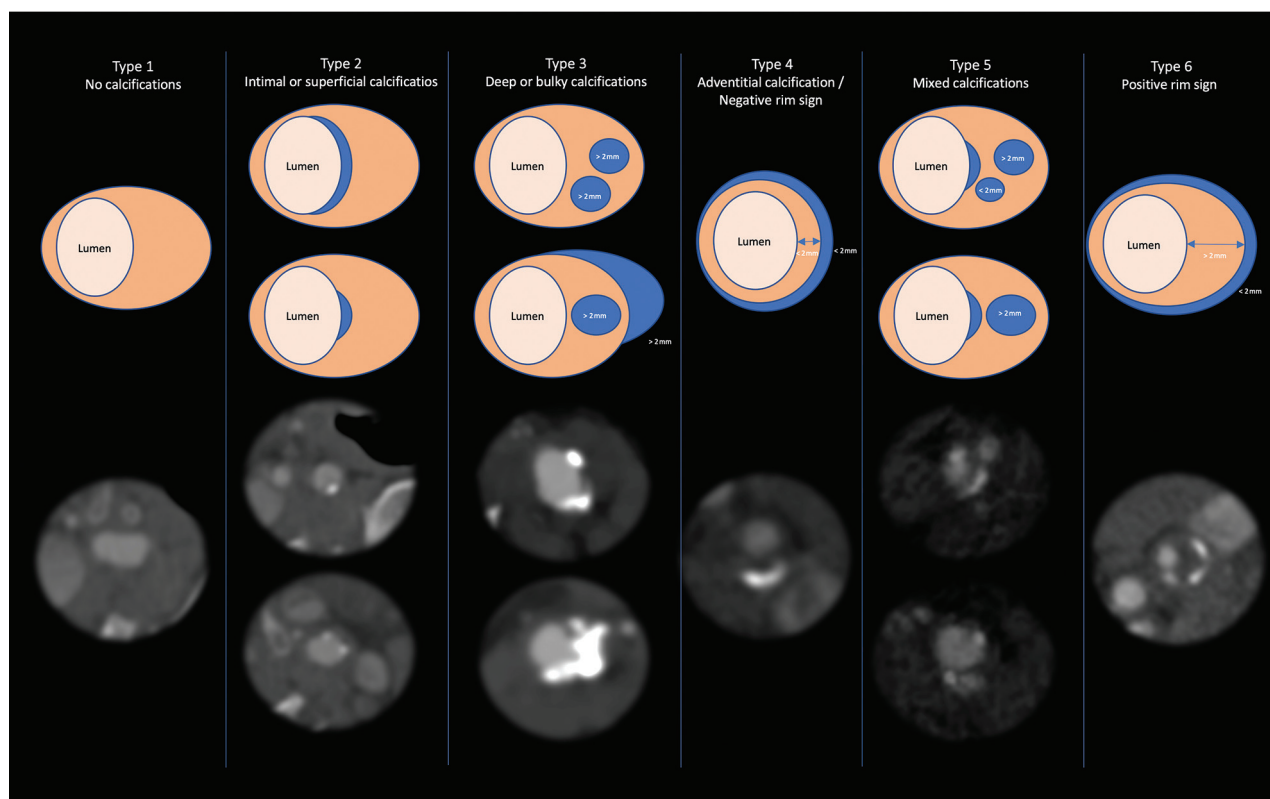 Type 1
No calcifications
Type 2
Intimal or superficial calcificatios
Type 3
Deep or bulky calcifications
Type 4
Adventitial calcification /
Negative rim sign
Type 5
Mixed calcifications
Type 6
Positive rim sign
Lumen
Lumen
Lumen
Lumen
> 2mm
> 2mm
Lumen
> 2mm
> 2mm
Lumen
< 2mm
< 2mm
Lumen
> 2mm
< 2mm
Lumen
> 2mm
Lumen
> 2mm
< 2mm